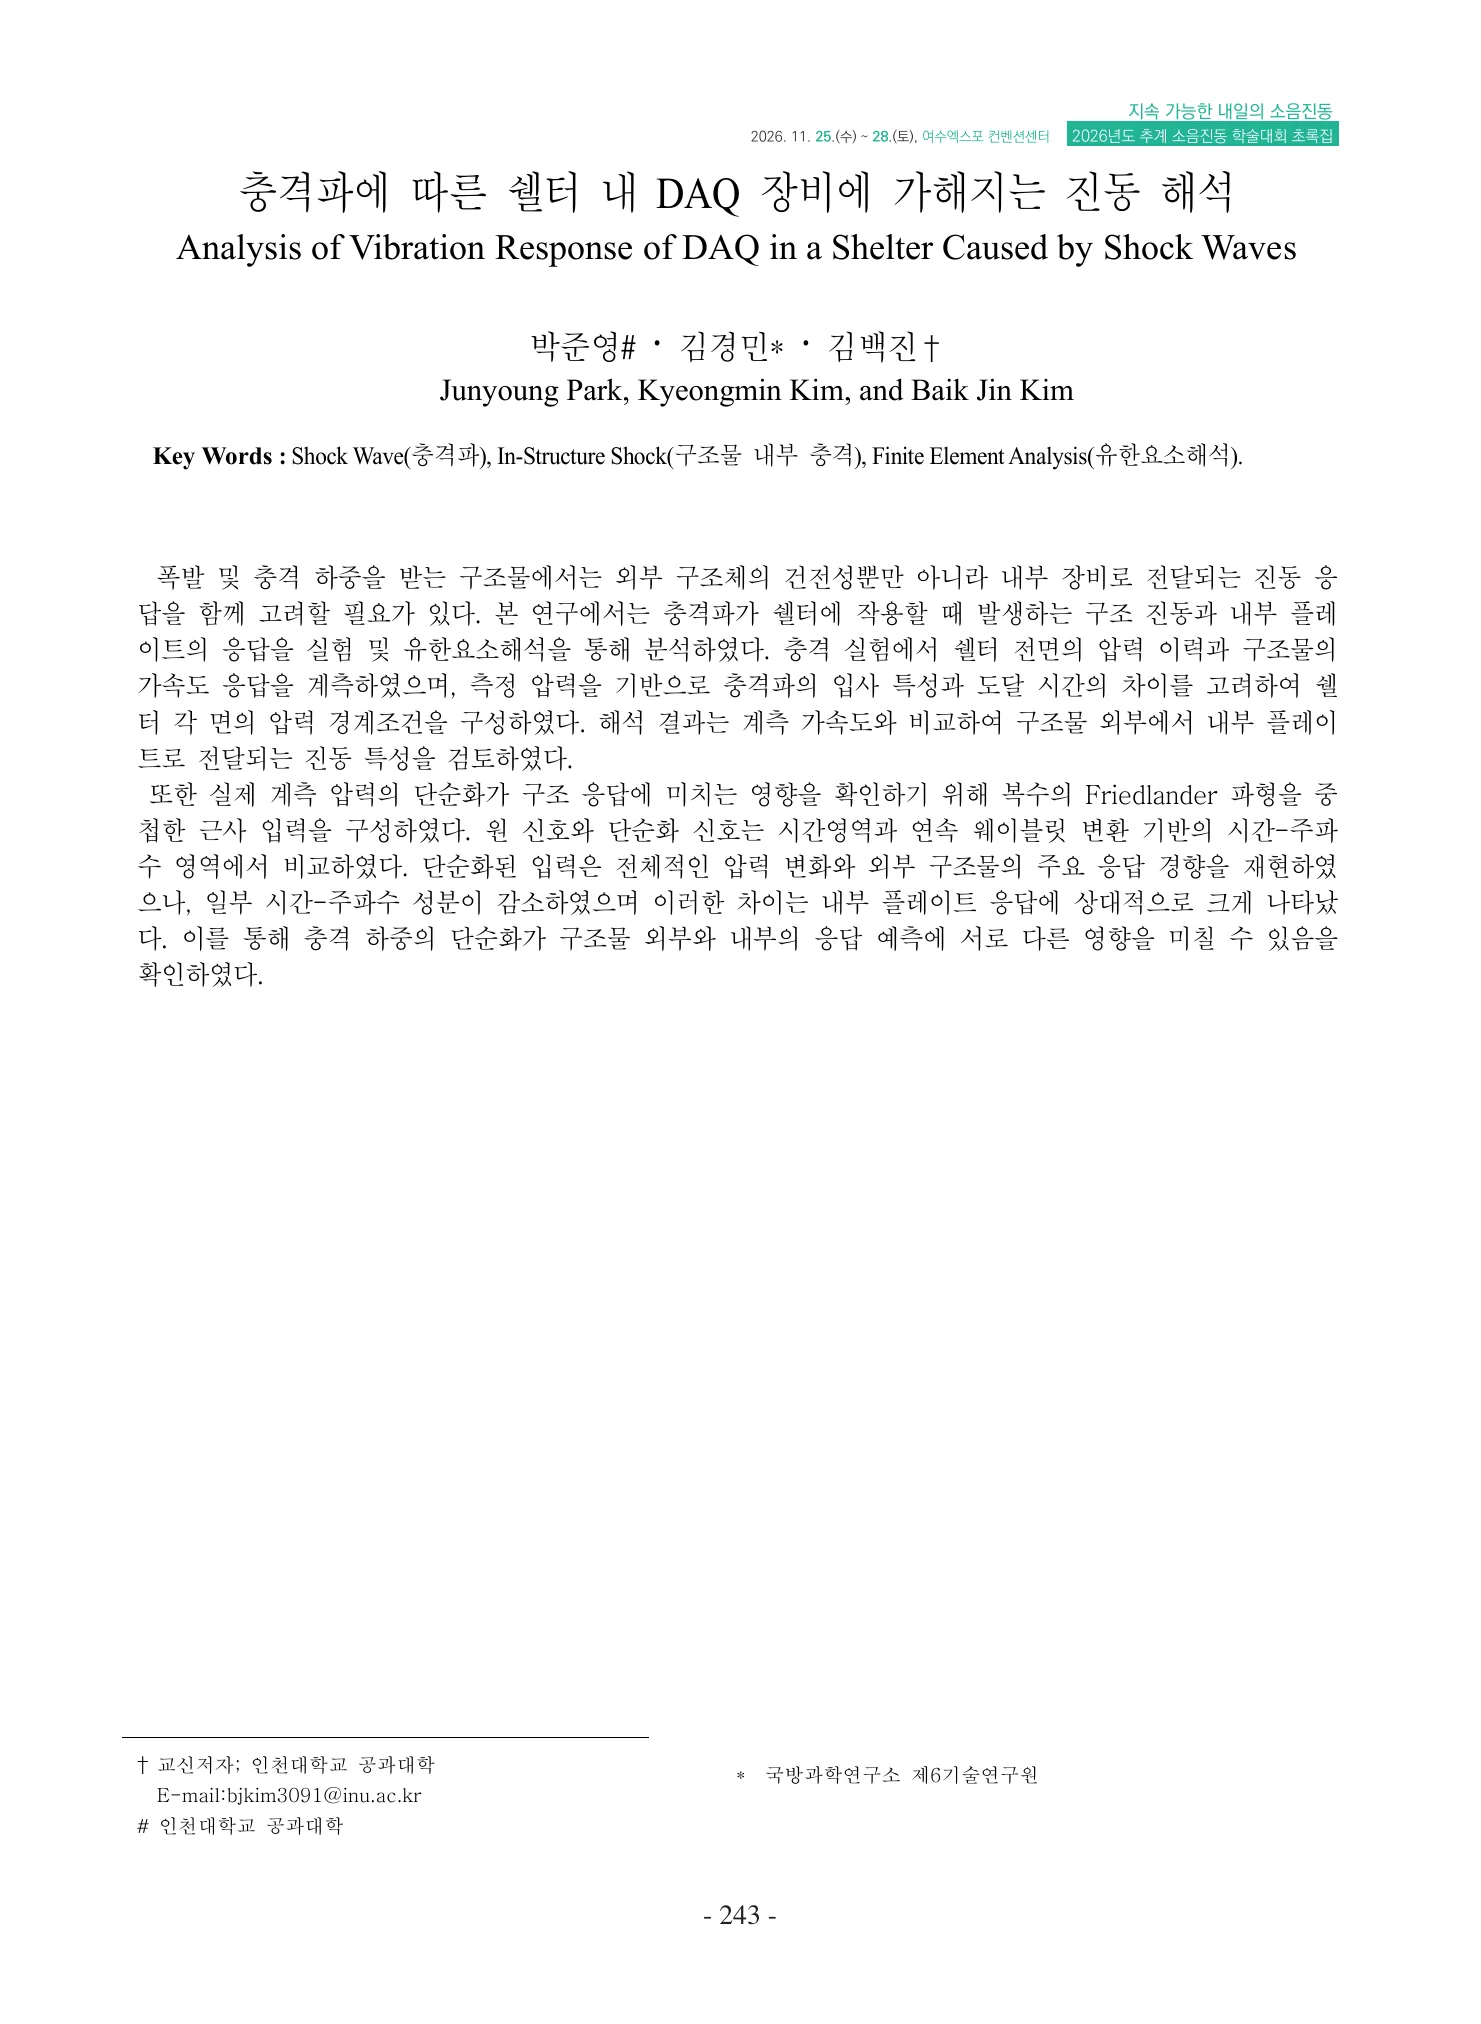 지속 가능한 내일의 소음진동
2026. 11. 25.(수) ~ 28.(토), 여수엑스포 컨벤션센터 2026년도 추계 소음진동 학술대회 초록집
충격파에 따른 쉘터 내 DAQ 장비에 가해지는 진동 해석
Analysis of Vibration Response of DAQ in a Shelter Caused by Shock Waves
박준영# · 김경민* · 김백진†
Junyoung Park, Kyeongmin Kim, and Baik Jin Kim
Key Words : Shock Wave(충격파), In-Structure Shock(구조물 내부 충격), Finite Element Analysis(유한요소해석).
폭발 및 충격 하중을 받는 구조물에서는 외부 구조체의 건전성뿐만 아니라 내부 장비로 전달되는 진동 응
답을 함께 고려할 필요가 있다. 본 연구에서는 충격파가 쉘터에 작용할 때 발생하는 구조 진동과 내부 플레
이트의 응답을 실험 및 유한요소해석을 통해 분석하였다. 충격 실험에서 쉘터 전면의 압력 이력과 구조물의
가속도 응답을 계측하였으며, 측정 압력을 기반으로 충격파의 입사 특성과 도달 시간의 차이를 고려하여 쉘
터 각 면의 압력 경계조건을 구성하였다. 해석 결과는 계측 가속도와 비교하여 구조물 외부에서 내부 플레이
트로 전달되는 진동 특성을 검토하였다.
또한 실제 계측 압력의 단순화가 구조 응답에 미치는 영향을 확인하기 위해 복수의 Friedlander 파형을 중
첩한 근사 입력을 구성하였다. 원 신호와 단순화 신호는 시간영역과 연속 웨이블릿 변환 기반의 시간-주파
수 영역에서 비교하였다. 단순화된 입력은 전체적인 압력 변화와 외부 구조물의 주요 응답 경향을 재현하였
으나, 일부 시간-주파수 성분이 감소하였으며 이러한 차이는 내부 플레이트 응답에 상대적으로 크게 나타났
다. 이를 통해 충격 하중의 단순화가 구조물 외부와 내부의 응답 예측에 서로 다른 영향을 미칠 수 있음을
확인하였다.
† 교신저자; 인천대학교 공과대학
E-mail:bjkim3091@inu.ac.kr
# 인천대학교 공과대학
* 국방과학연구소 제6기술연구원
- 243 -